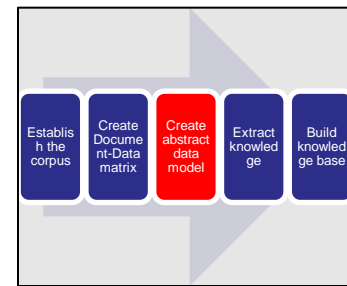 Establis
h the
corpus
Create
Docume
nt-Data
matrix
Create
abstract
data
model
Extract
knowled
ge
Build
knowled
ge base